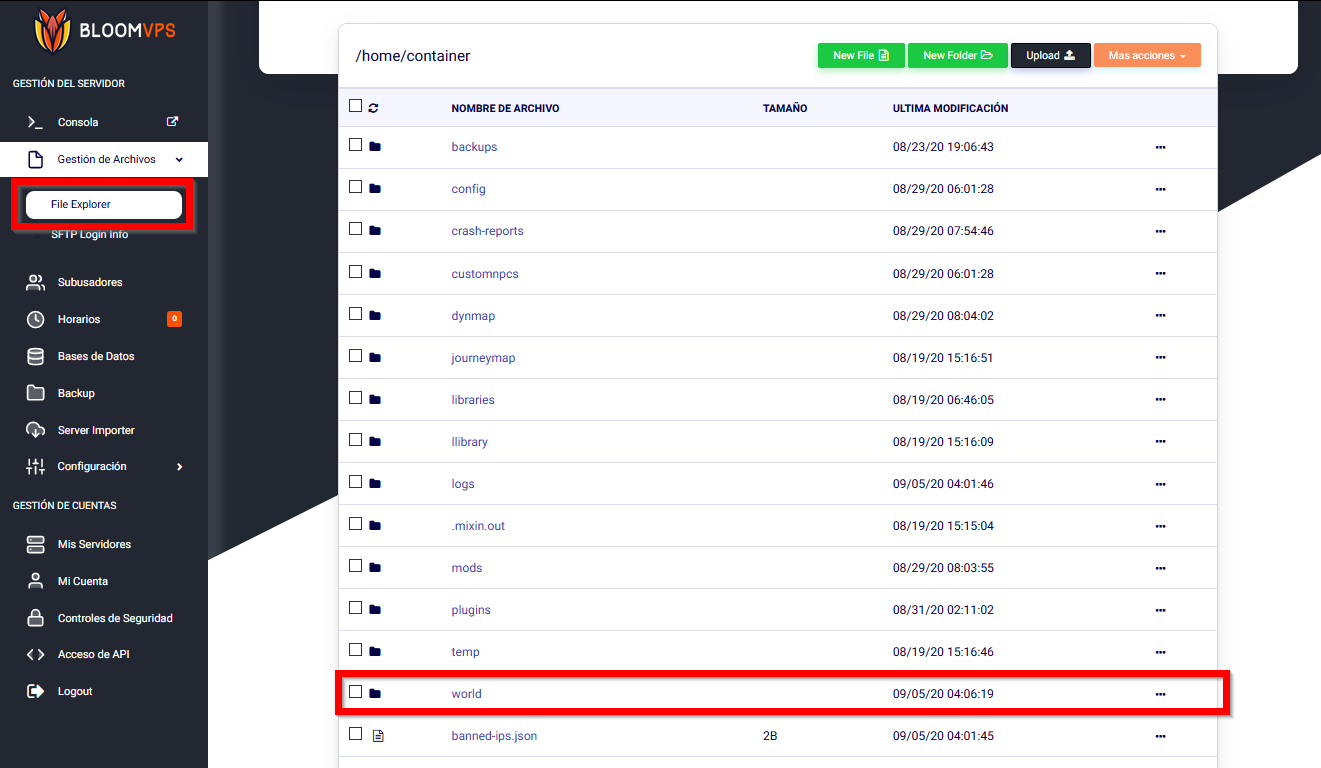 BLOOMVPS
GESTIÓN DEL SERVIDOR
Consola
Gestión de Archivos
File Explorer
SFTP Login Info
Subusadores
Horarios 0
Bases de Datos
Backup
Server Importer
Configuración
GESTIÓN DE CUENTAS
Mis Servidores
Mi Cuenta
Controles de Seguridad
Acceso de API
Logout
/home/container New File New Folder Upload Mas acciones
NOMBRE DE ARCHIVO TAMAÑO ULTIMA MODIFICACIÓN
backups 08/23/20 19:06:43
config 08/29/20 06:01:28
crash-reports 08/29/20 07:54:46
customnpcs 08/29/20 06:01:28
dynmap 08/29/20 08:04:02
journeymap 08/19/20 15:16:51
libraries 08/19/20 06:46:05
llibrary 08/19/20 15:16:09
logs 09/05/20 04:01:46
.mixin.out 08/19/20 15:15:04
mods 08/29/20 08:03:55
plugins 08/31/20 02:11:02
temp 08/19/20 15:16:46
world 09/05/20 04:06:19
banned-ips.json 2B 09/05/20 04:01:45